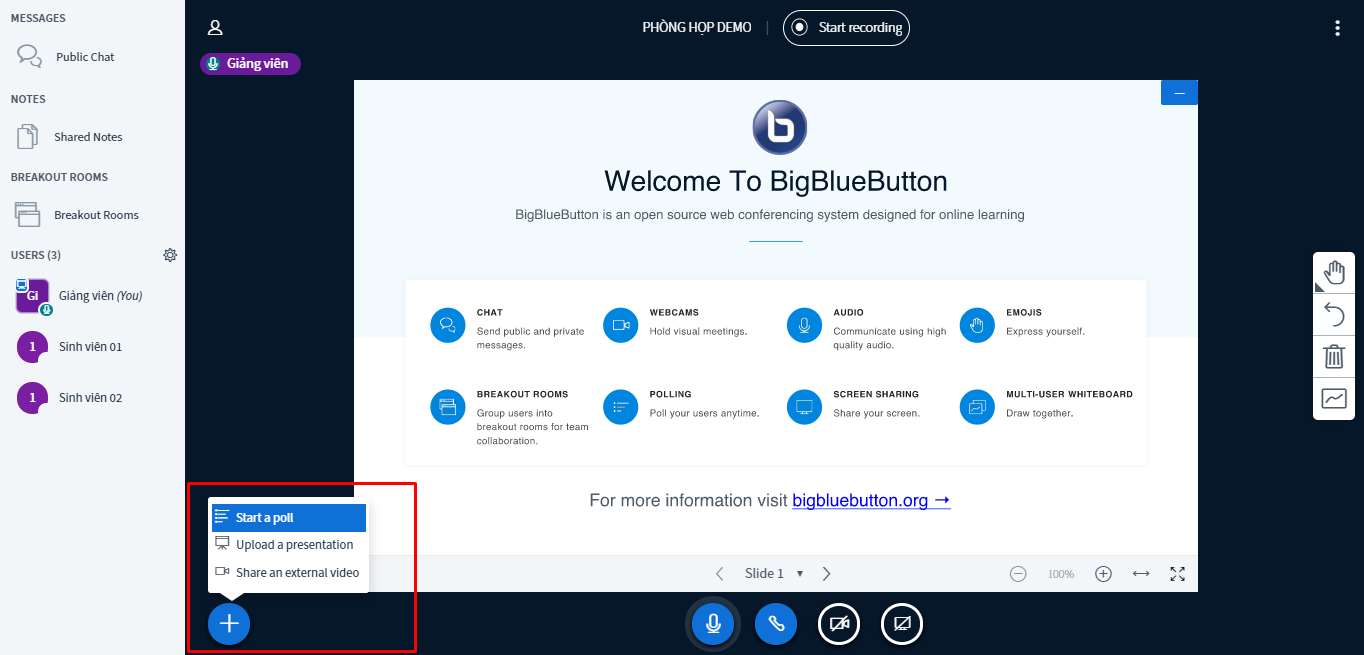 MESSAGES
Public Chat
NOTES
Shared Notes
BREAKOUT ROOMS
Breakout Rooms
USERS (3)
Gi
Giảng viên (You)
1
Sinh viên 01
1
Sinh viên 02
PHÒNG HỌP DEMO
Start recording
Giảng viên
b
Welcome To BigBlueButton
BigBlueButton is an open source web conferencing system designed for online learning
CHAT
Send public and private
messages.
WEBCAMS
Hold visual meetings.
AUDIO
Communicate using high
quality audio.
EMOJIS
Express yourself.
BREAKOUT ROOMS
Group users into
breakout rooms for team
collaboration.
POLLING
Poll your users anytime.
SCREEN SHARING
Share your screen.
MULTI-USER WHITEBOARD
Draw together.
For more information visit bigbluebutton.org →
Start a poll
Upload a presentation
Share an external video
Slide 1
100%